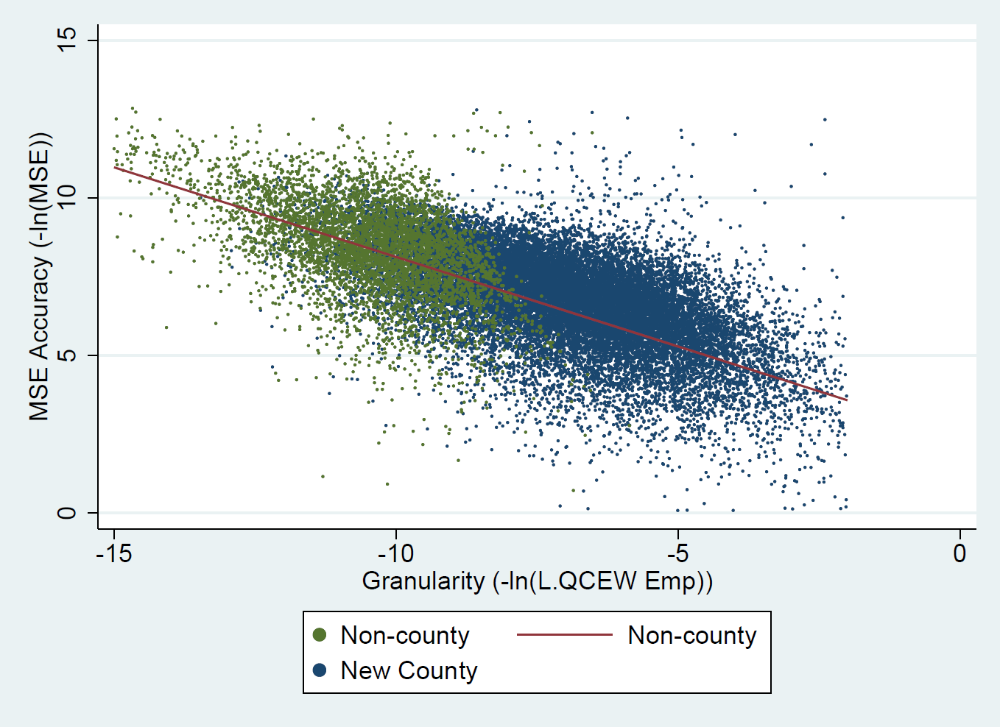 MSE Accuracy (-ln(MSE))
15
10
5
0
-15 -10 -5 0
Granularity (-ln(L.QCEW Emp))
Non-county Non-county
New County